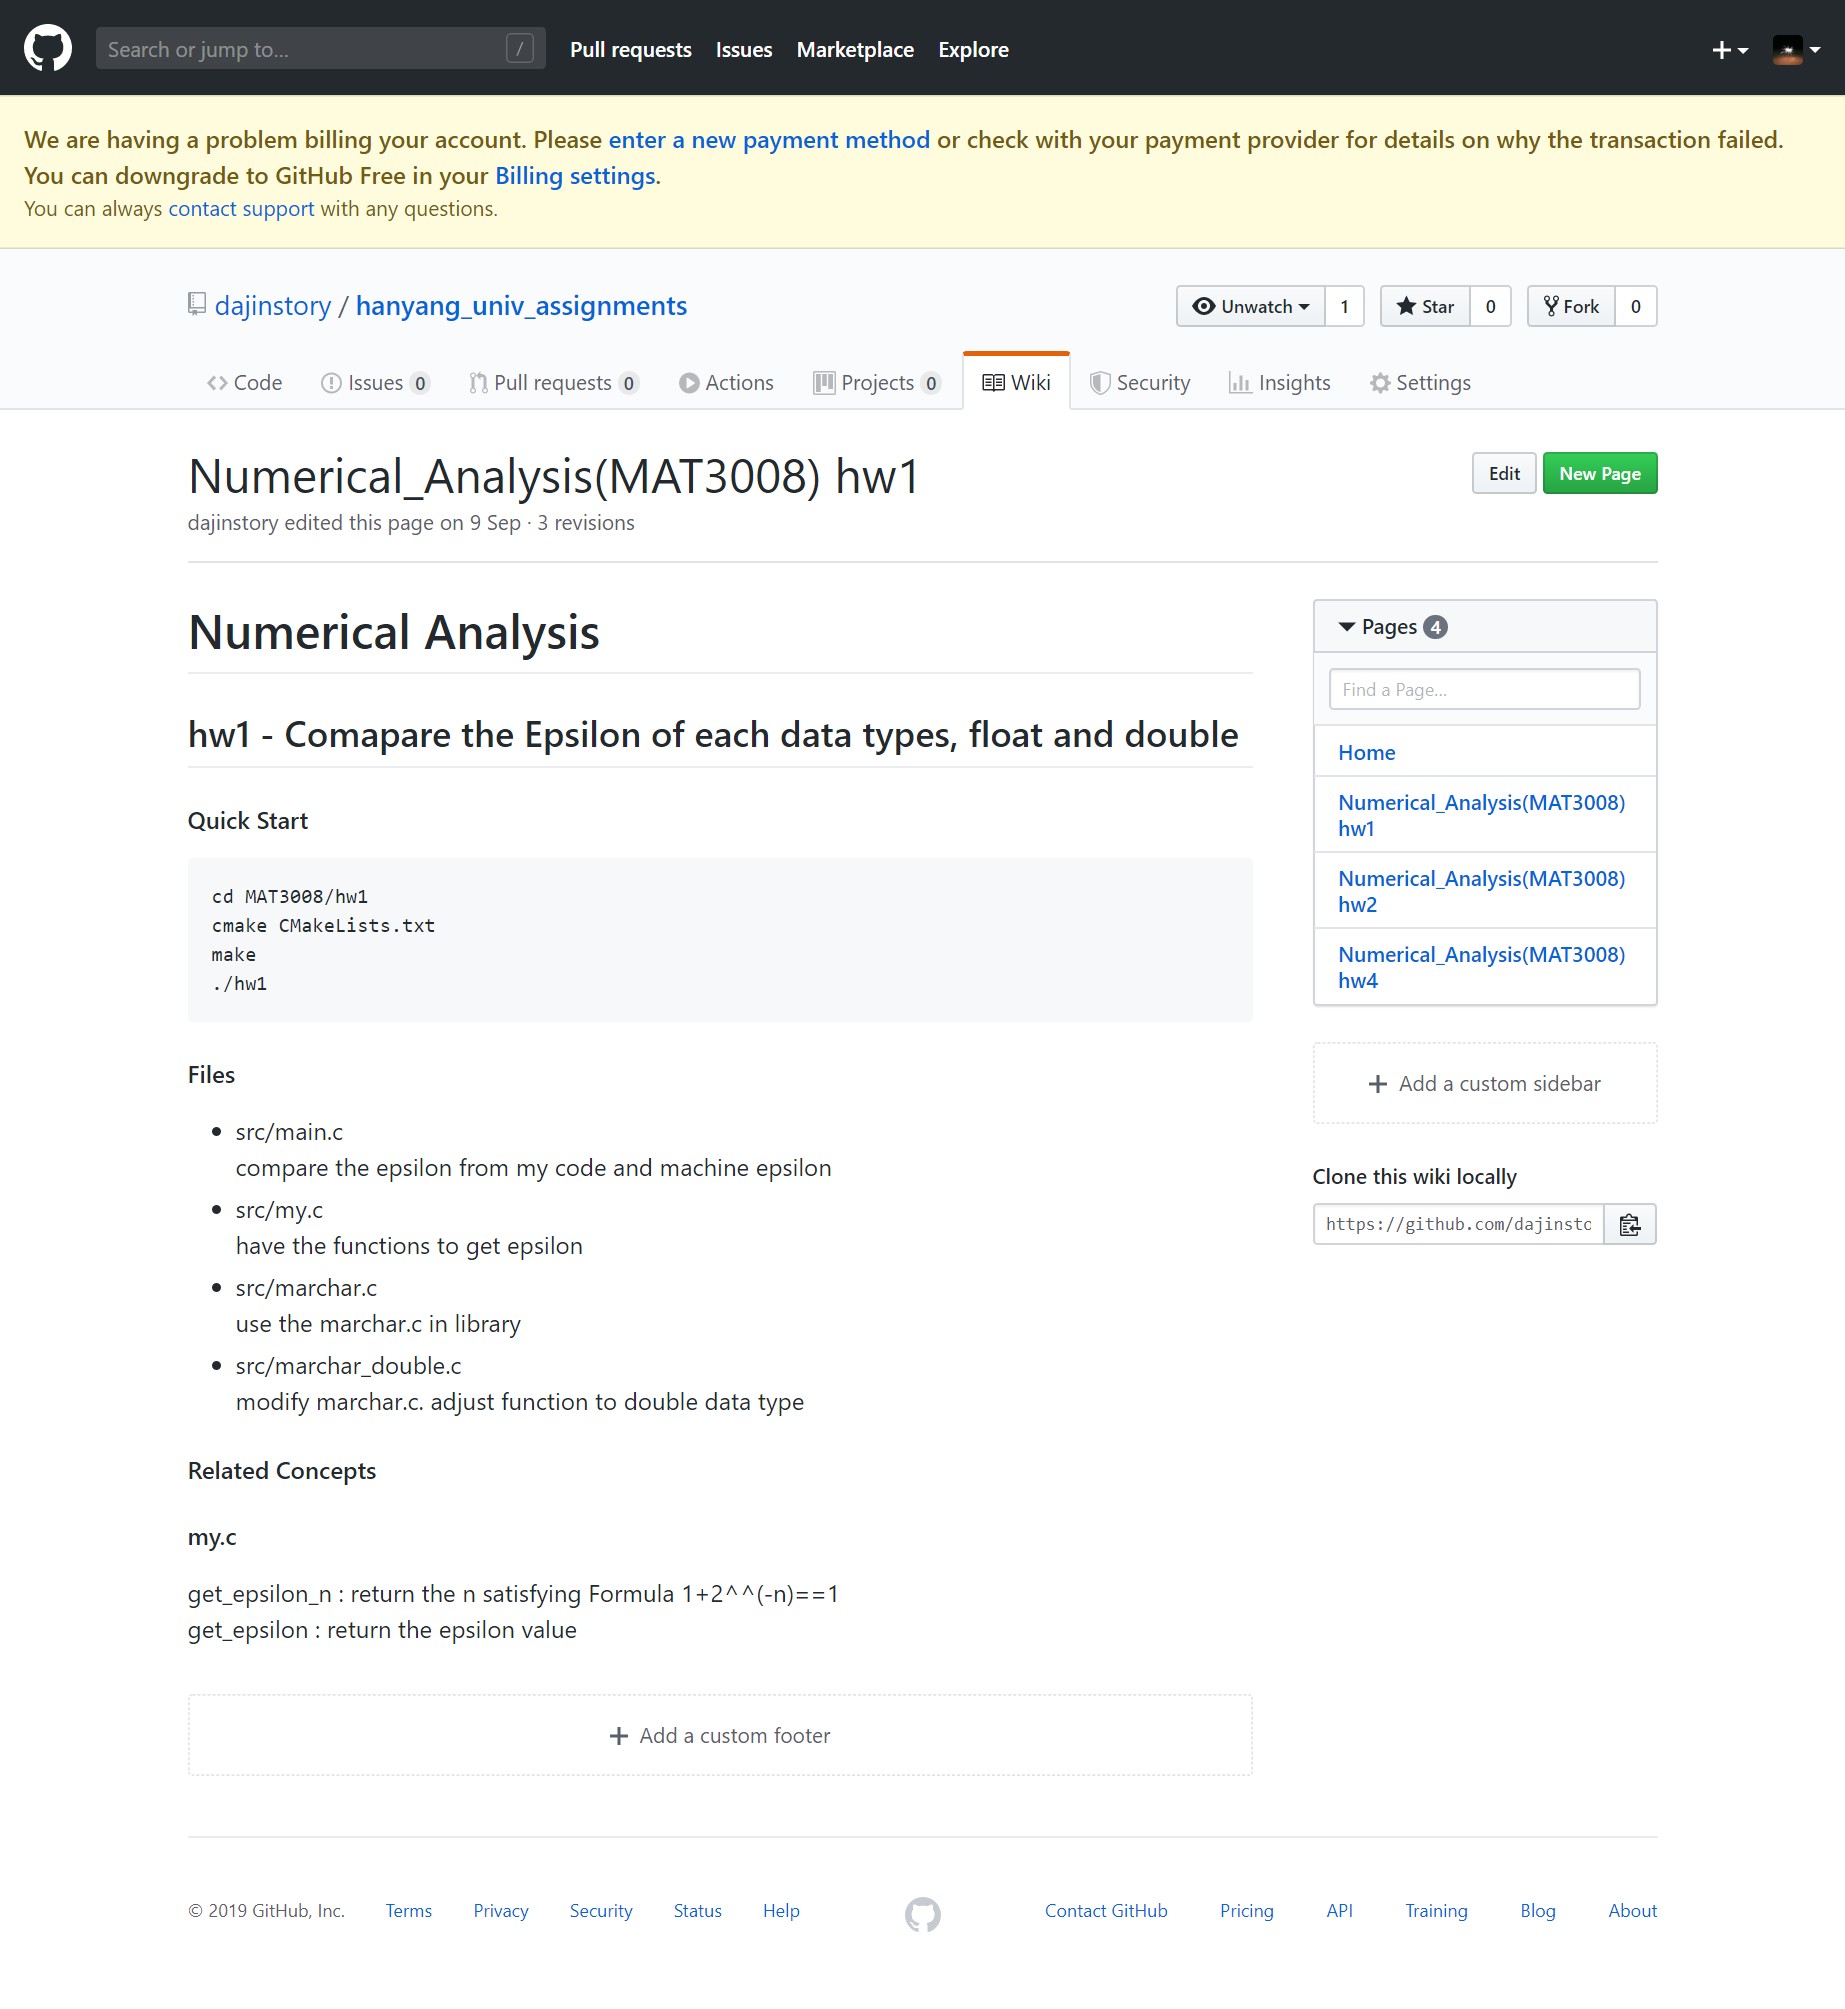 Search or jump to... /
Pull requests Issues Marketplace Explore
We are having a problem billing your account. Please enter a new payment method or check with your payment provider for details on why the transaction failed.
You can downgrade to GitHub Free in your Billing settings.
You can always contact support with any questions.
dajinstory / hanyang_univ_assignments
Unwatch 1 Star 0 Fork 0
Code Issues 0 Pull requests 0 Actions Projects 0 Wiki Security Insights Settings
Numerical_Analysis(MAT3008) hw1
Edit New Page
dajinstory edited this page on 9 Sep · 3 revisions
Numerical Analysis
hw1 - Comapare the Epsilon of each data types, float and double
Quick Start
cd MAT3008/hw1
cmake CMakeLists.txt
make
./hw1
Files
src/main.c
compare the epsilon from my code and machine epsilon
src/my.c
have the functions to get epsilon
src/marchar.c
use the marchar.c in library
src/marchar_double.c
modify marchar.c. adjust function to double data type
Related Concepts
my.c
get_epsilon_n : return the n satisfying Formula 1+2^^(-n)==1
get_epsilon : return the epsilon value
+ Add a custom footer
Pages 4
Find a Page...
Home
Numerical_Analysis(MAT3008)
hw1
Numerical_Analysis(MAT3008)
hw2
Numerical_Analysis(MAT3008)
hw4
+ Add a custom sidebar
Clone this wiki locally
https://github.com/dajinsto
© 2019 GitHub, Inc. Terms Privacy Security Status Help Contact GitHub Pricing API Training Blog About